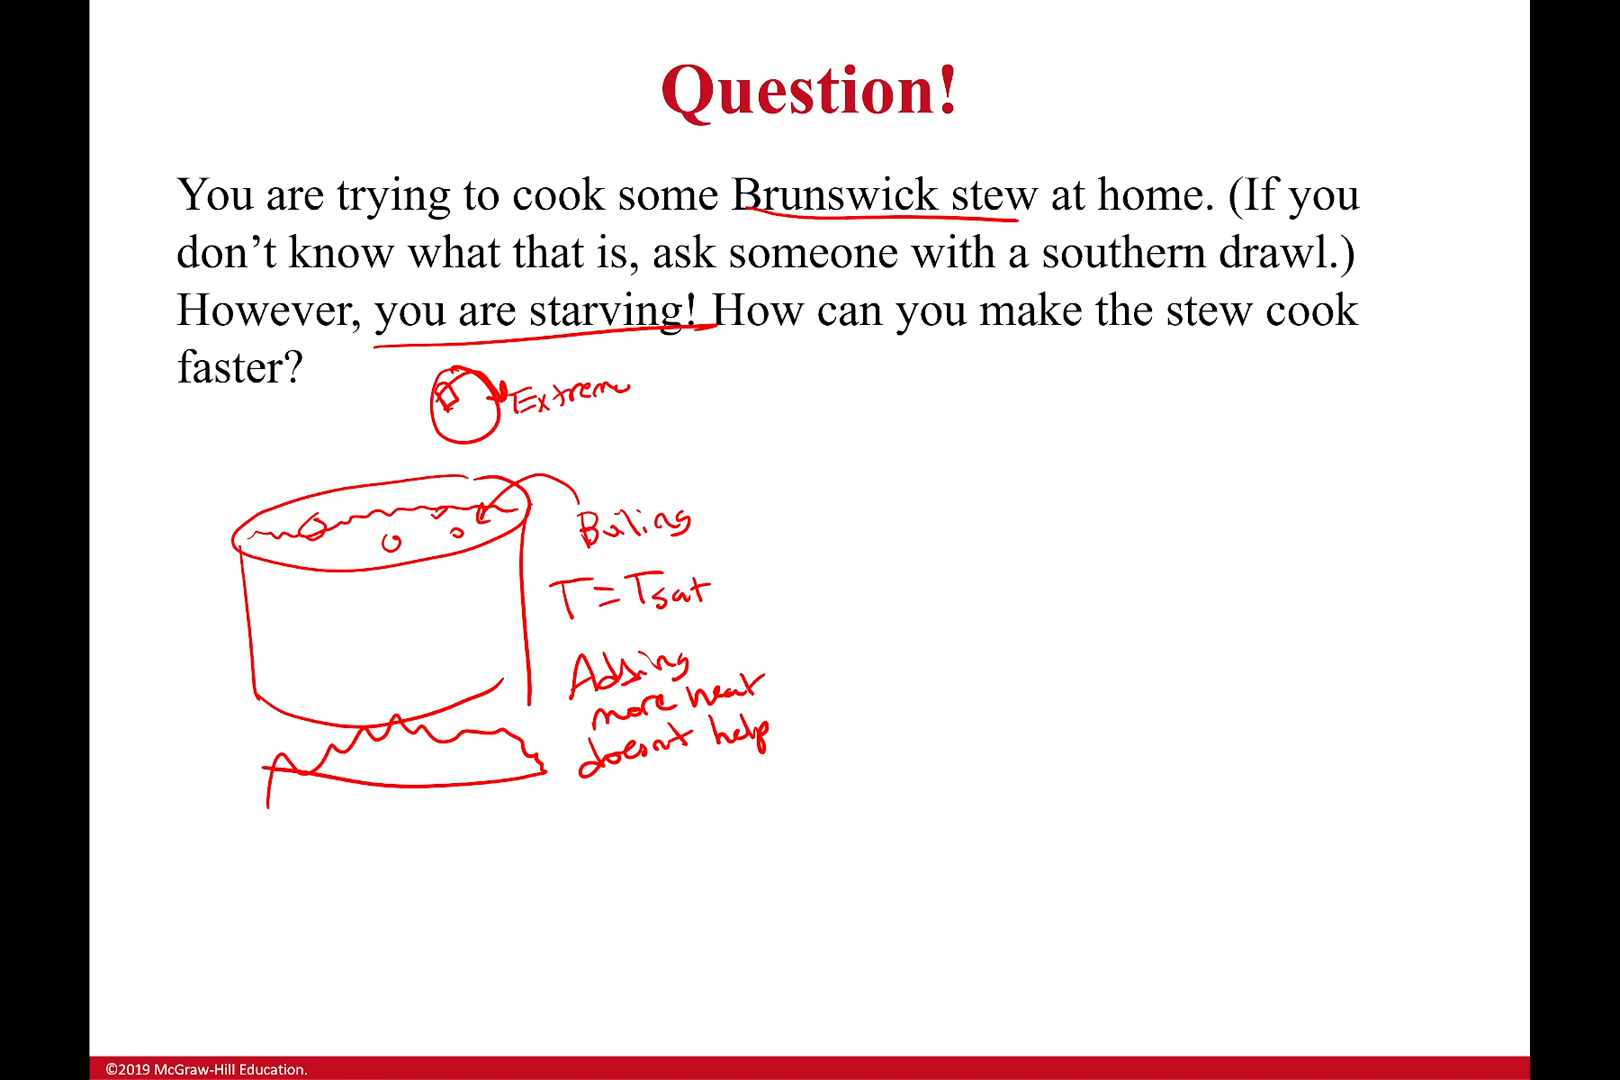 Question!
You are trying to cook some Brunswick stew at home. (If you
don’t know what that is, ask someone with a southern drawl.)
However, you are starving! How can you make the stew cook
faster?
Extreme
Boiling
T = Tsat
Adding
more heat
doesnt help
©2019 McGraw-Hill Education.